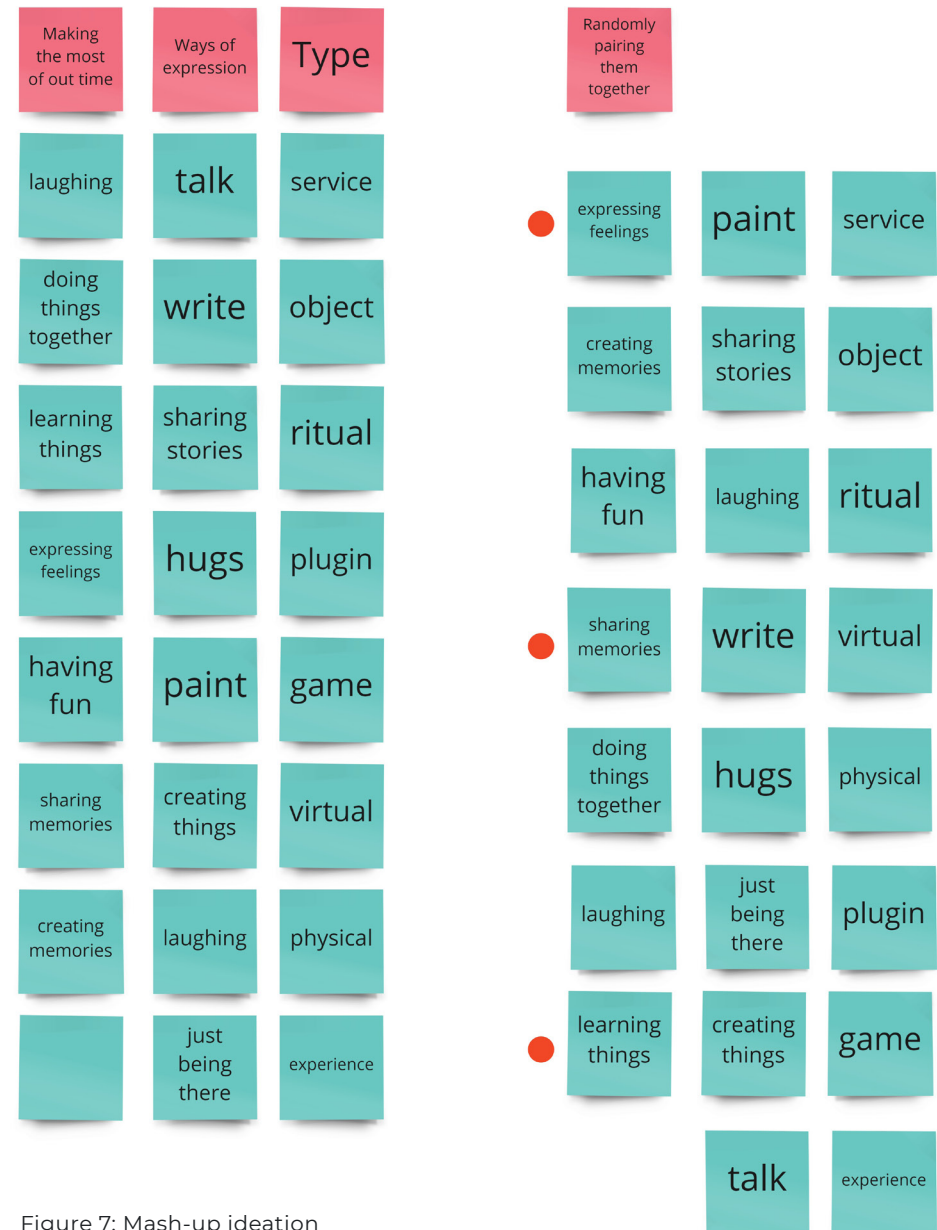 Making
the most
of out time
Ways of
expression
Type
laughing
talk
service
doing
things
together
write
object
learning
things
sharing
stories
ritual
expressing
feelings
hugs
plugin
having
fun
paint
game
sharing
memories
creating
things
virtual
creating
memories
laughing
physical
just
being
there
experience
Randomly
pairing
them
together
expressing
feelings
paint
service
creating
memories
sharing
stories
object
having
fun
laughing
ritual
sharing
memories
write
virtual
doing
things
together
hugs
physical
laughing
just
being
there
plugin
learning
things
creating
things
game
talk
experience
Figure 7: Mash-up ideation